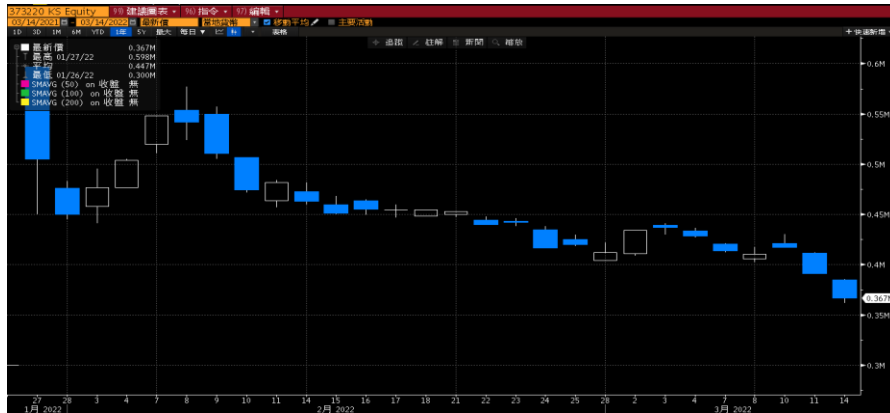 373220 KS Equity 99) 建議圖表 96) 指令 97) 編輯
03/14/2021 - 03/14/2022 最新價 當地貨幣 移動平均 主要活動
1D 3D 1M 6M YTD 1年 5Y 最大 每日 ▼ 表格 + 快速新增
追蹤 註解 新聞 縮放
最新價 0.367M
最高 01/27/22 0.598M
平均 0.447M
最低 01/26/22 0.300M
SMAVG (50) on 收盤 無
SMAVG (100) on 收盤 無
SMAVG (200) on 收盤 無
0.6M
0.55M
0.5M
0.45M
0.4M
0.367M
0.35M
0.3M
27 28 3 4 7 8 9 10 11 14 15 16 17 18 21 22 23 24 25 28 2 3 4 7 8 10 11 14
1月 2022 2月 2022 3月 2022